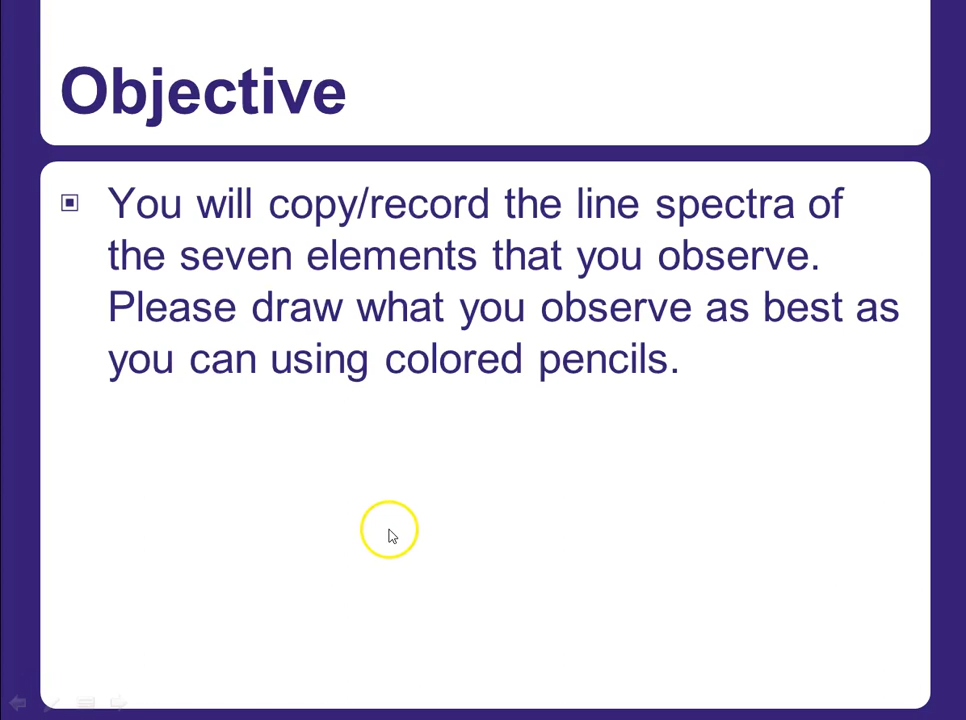 Objective
You will copy/record the line spectra of
the seven elements that you observe.
Please draw what you observe as best as
you can using colored pencils.